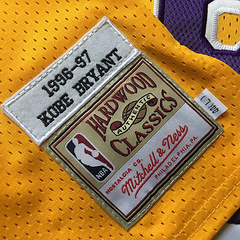 1996-97
KOBE BRYANT
HARDWOOD
AUTHENTIC
CLASSICS
NBA
NOSTALGIA CO.
Mitchell & Ness
PHILADELPHIA PA.